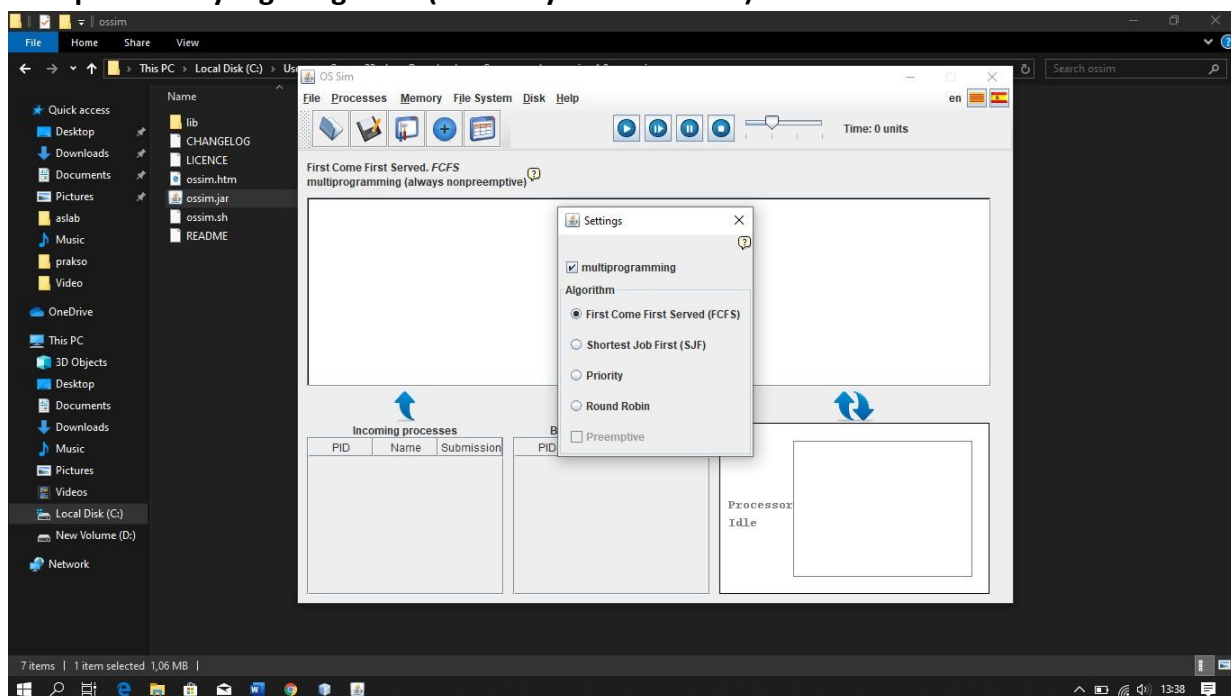 ossim
File Home Share View
This PC > Local Disk (C:) > Search ossim
Quick access
Desktop
Downloads
Documents
Pictures
aslab
Music
prakso
Video
OneDrive
This PC
3D Objects
Desktop
Documents
Downloads
Music
Pictures
Videos
Local Disk (C:)
New Volume (D:)
Network
Name
lib
CHANGELOG
LICENCE
ossim.htm
ossim.jar
ossim.sh
README
OS Sim
File Processes Memory File System Disk Help en
Time: 0 units
First Come First Served. FCFS
multiprogramming (always nonpreemptive)
Settings
multiprogramming
Algorithm
First Come First Served (FCFS)
Shortest Job First (SJF)
Priority
Round Robin
Preemptive
Incoming processes
PID Name Submission
PID
Processor
Idle
7 items 1 item selected 1,06 MB
13:38